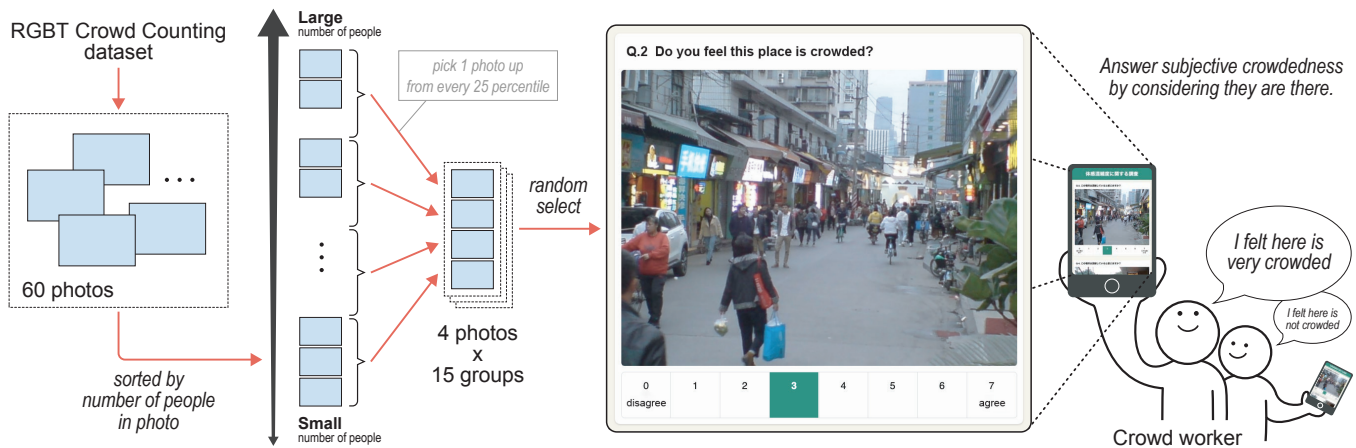 RGBT Crowd Counting
dataset
60 photos
sorted by
number of people
in photo
Large
number of people
Small
number of people
pick 1 photo up
from every 25 percentile
4 photos
x
15 groups
random
select
Q.2 Do you feel this place is crowded?
0 1 2 3 4 5 6 7
disagree agree
Answer subjective crowdedness
by considering they are there.
I felt here is
very crowded
I felt here is
not crowded
Crowd worker